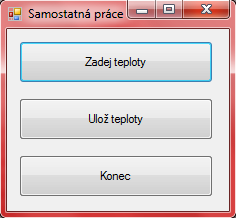 Samostatná práce
Zadej teploty
Ulož teploty
Konec